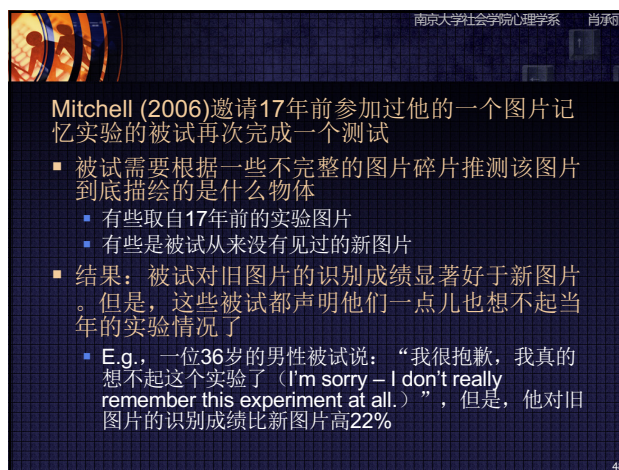 南京大学社会学院心理学系 肖承丽
Mitchell (2006)邀请17年前参加过他的一个图片记
忆实验的被试再次完成一个测试
▪ 被试需要根据一些不完整的图片碎片推测该图片
到底描绘的是什么物体
▪ 有些取自17年前的实验图片
▪ 有些是被试从来没有见过的新图片
▪ 结果：被试对旧图片的识别成绩显著好于新图片
。但是，这些被试都声明他们一点儿也想不起当
年的实验情况了
▪ E.g.，一位36岁的男性被试说：“我很抱歉，我真的
想不起这个实验了（I’m sorry – I don’t really
remember this experiment at all.）”，但是，他对旧
图片的识别成绩比新图片高22%
4